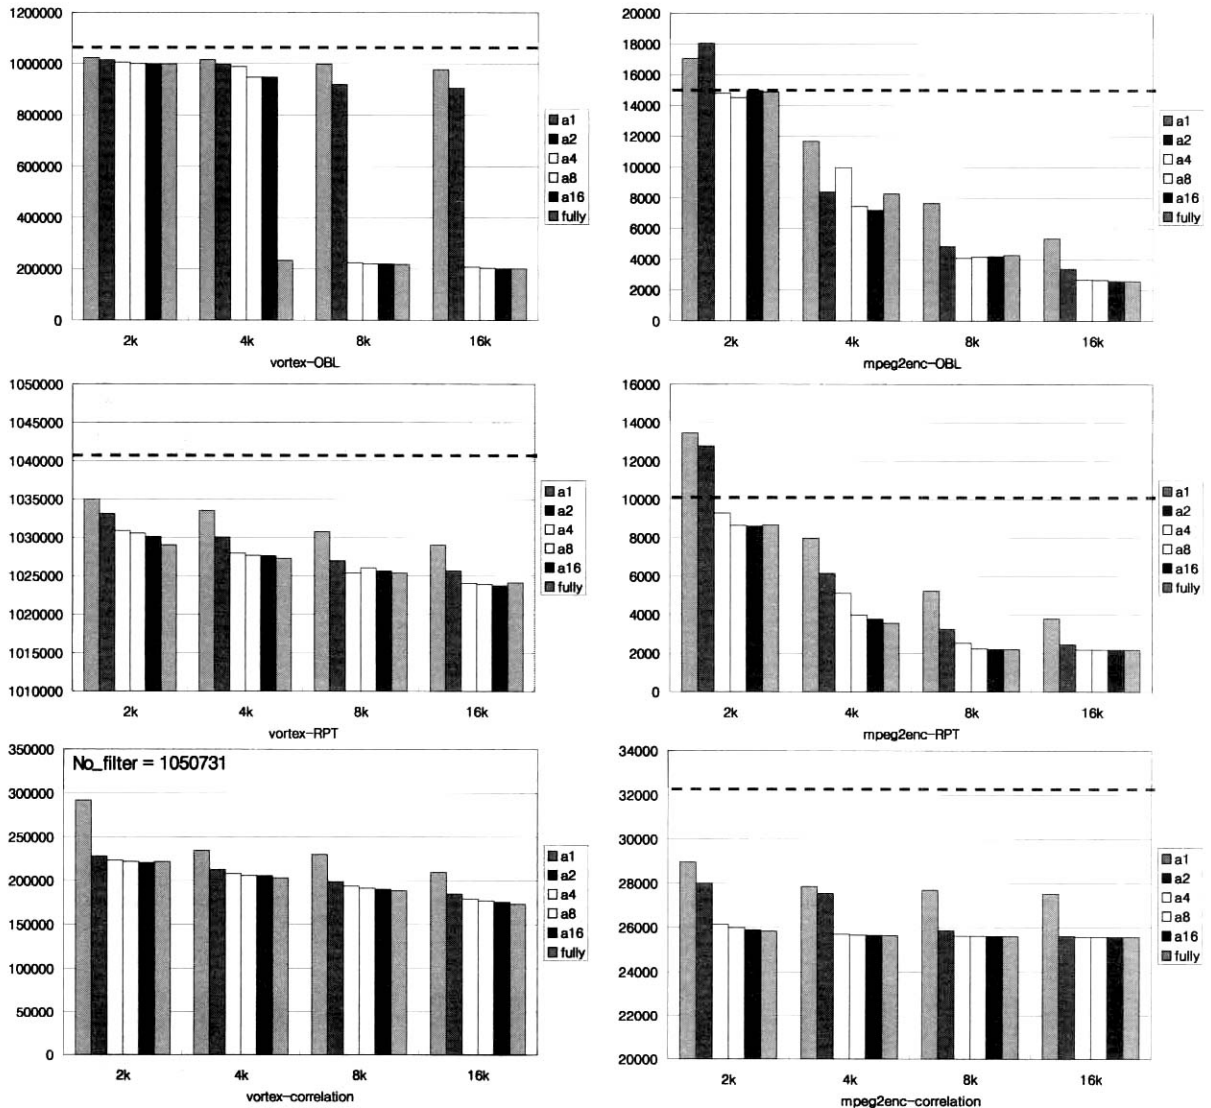 1200000
1000000
800000
600000
400000
200000
0
2k 4k 8k 16k
vortex-OBL
a1
a2
a4
a8
a16
fully
20000
18000
16000
14000
12000
10000
8000
6000
4000
2000
0
2k 4k 8k 16k
mpeg2enc-OBL
a1
a2
a4
a8
a16
fully
1050000
1045000
1040000
1035000
1030000
1025000
1020000
1015000
1010000
2k 4k 8k 16k
vortex-RPT
a1
a2
a4
a8
a16
fully
16000
14000
12000
10000
8000
6000
4000
2000
0
2k 4k 8k 16k
mpeg2enc-RPT
a1
a2
a4
a8
a16
fully
No_filter = 1050731
350000
300000
250000
200000
150000
100000
50000
0
2k 4k 8k 16k
vortex-correlation
a1
a2
a4
a8
a16
fully
34000
32000
30000
28000
26000
24000
22000
20000
2k 4k 8k 16k
mpeg2enc-correlation
a1
a2
a4
a8
a16
fully